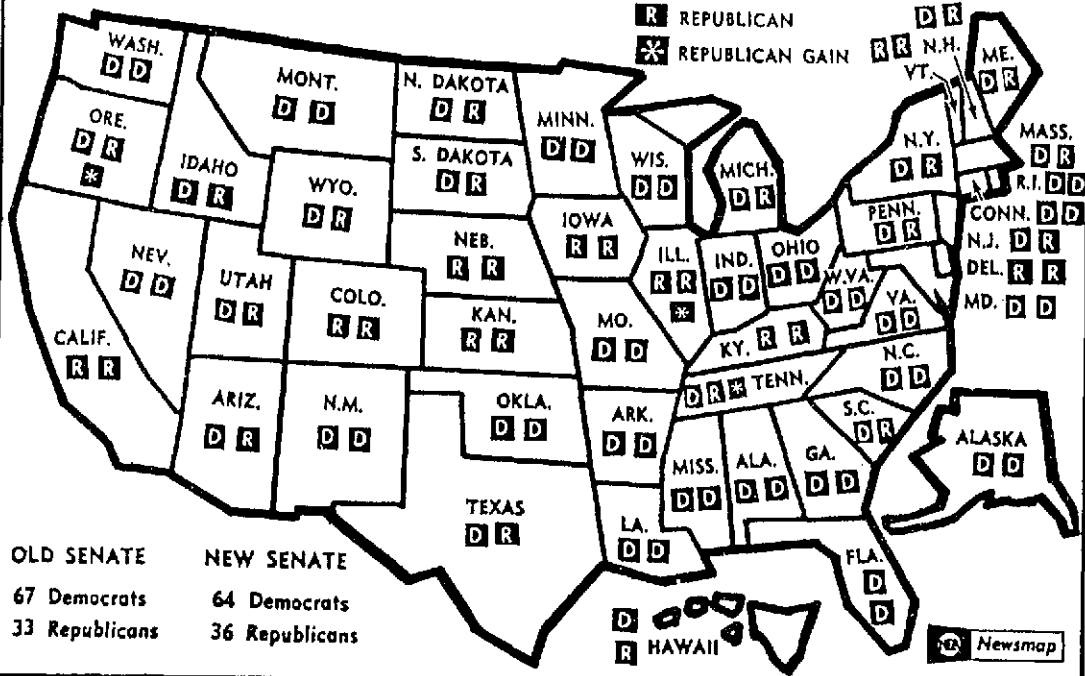 R REPUBLICAN
* REPUBLICAN GAIN
D R
R R N.H.
VT.
ME.
D R
WASH.
D D
MONT.
D D
N. DAKOTA
D R
MINN.
D D
ORE.
D R
*
IDAHO
D R
WYO.
D R
S. DAKOTA
D R
WIS.
D D
MICH.
D R
N.Y.
D R
MASS.
D R
R.I. D D
CONN. D D
N.J. D R
DEL. R R
MD. D D
PENN.
D R
NEV.
D D
UTAH
D R
COLO.
R R
NEB.
R R
IOWA
R R
ILL.
R R
*
IND.
D D
OHIO
D D
W.VA.
D D
VA.
D D
CALIF.
R R
KAN.
R R
MO.
D D
KY. R R
N.C.
D D
D R * TENN.
ARIZ.
D R
N.M.
D D
OKLA.
D D
ARK.
D D
S.C.
D R
MISS.
D D
ALA.
D D
GA.
D D
ALASKA
D D
TEXAS
D R
LA.
D D
FLA.
D
D
D
R HAWAII
OLD SENATE
67 Democrats
33 Republicans
NEW SENATE
64 Democrats
36 Republicans
NEA Newsmap